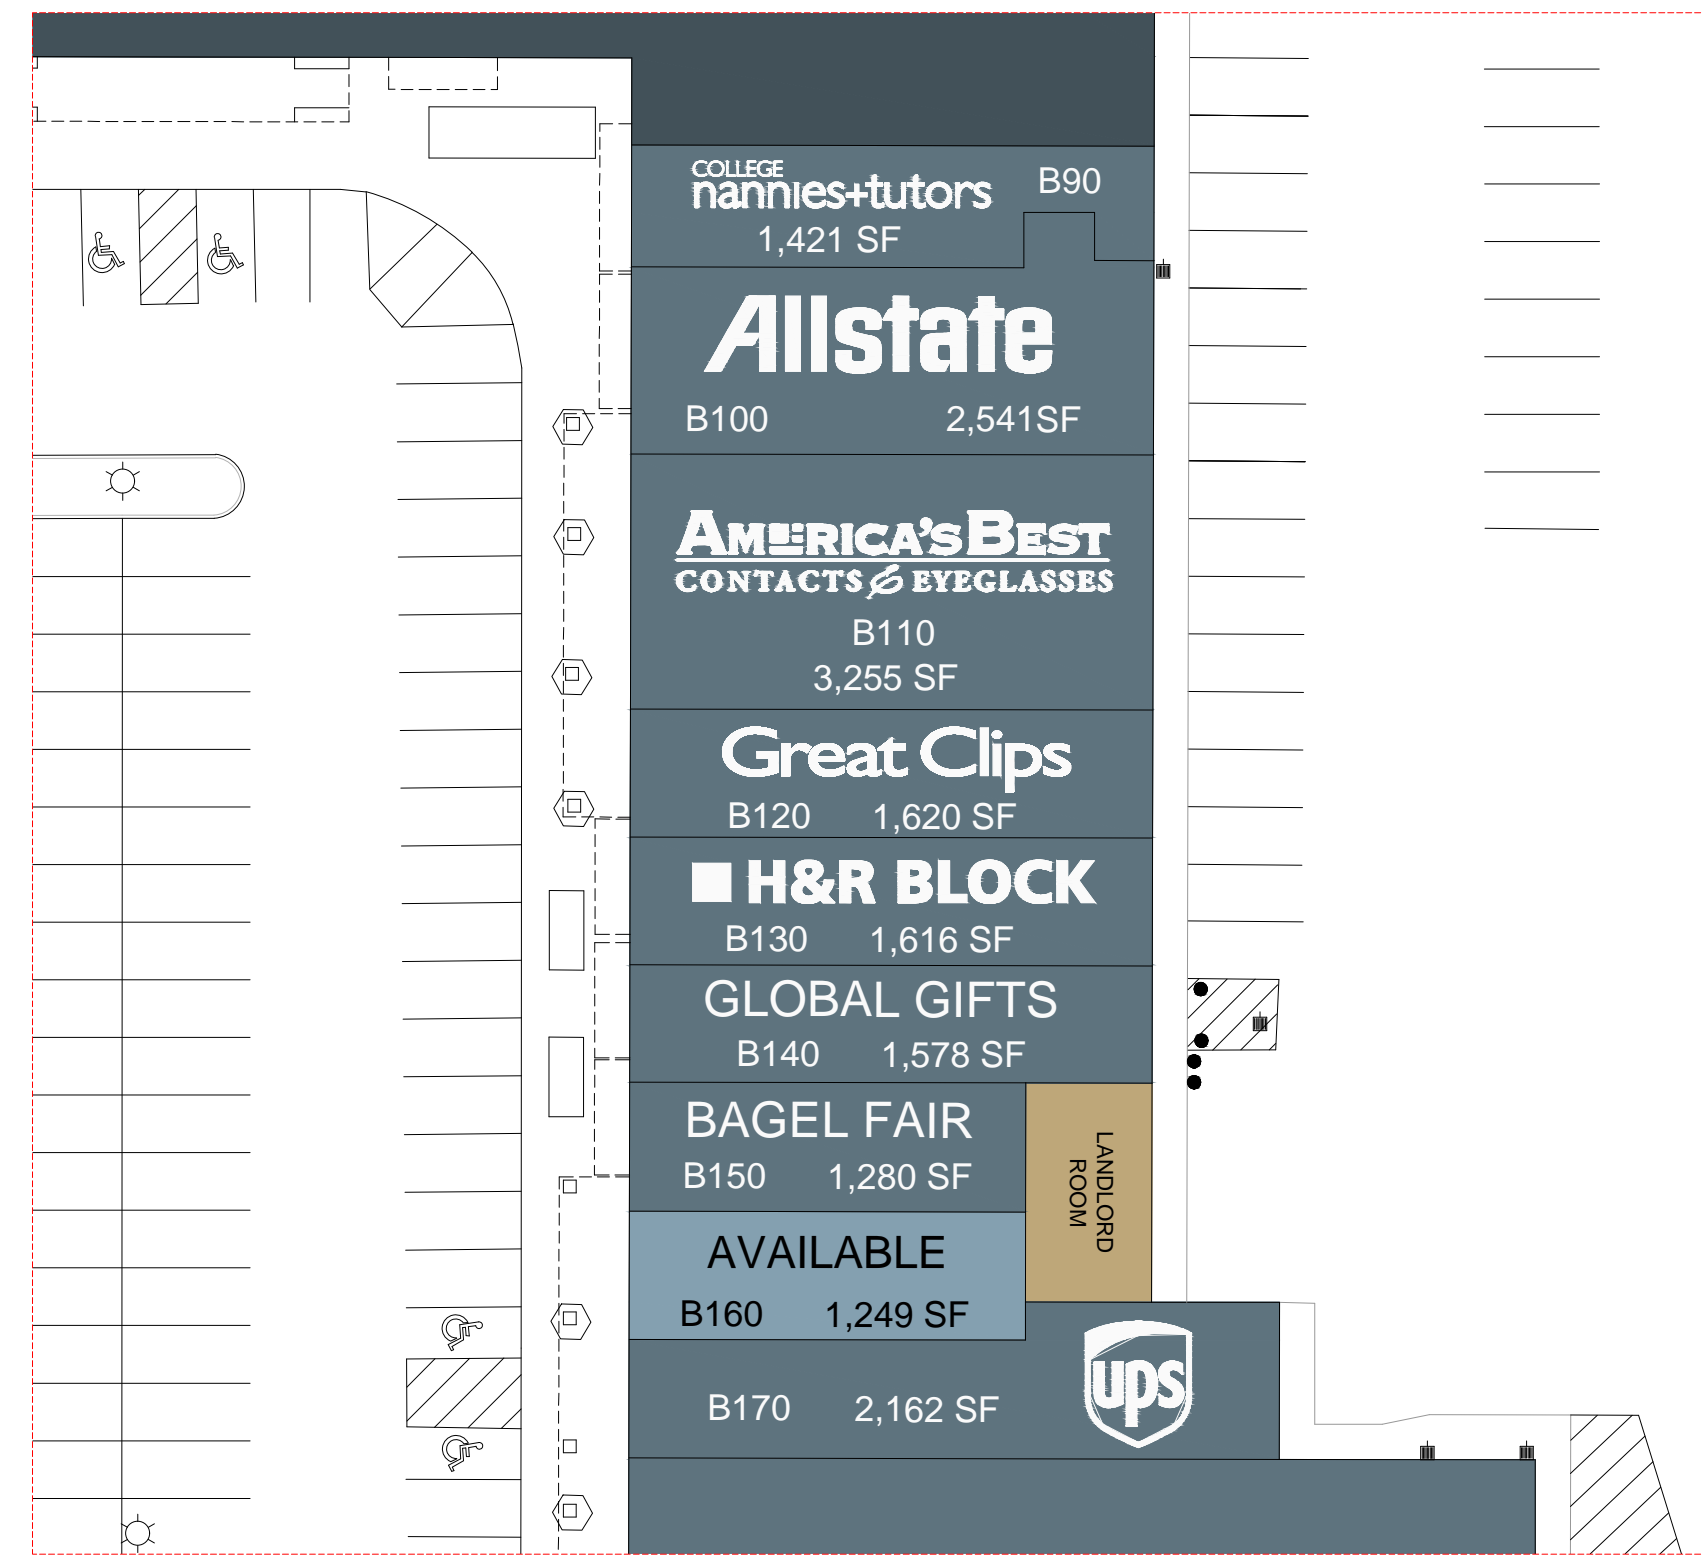 COLLEGE
nannies+tutors B90
1,421 SF
Allstate
B100 2,541SF
AMERICA'S BEST
CONTACTS & EYEGLASSES
B110
3,255 SF
Great Clips
B120 1,620 SF
H&R BLOCK
B130 1,616 SF
GLOBAL GIFTS
B140 1,578 SF
BAGEL FAIR
B150 1,280 SF
LANDLORD
ROOM
AVAILABLE
B160 1,249 SF
ups
B170 2,162 SF